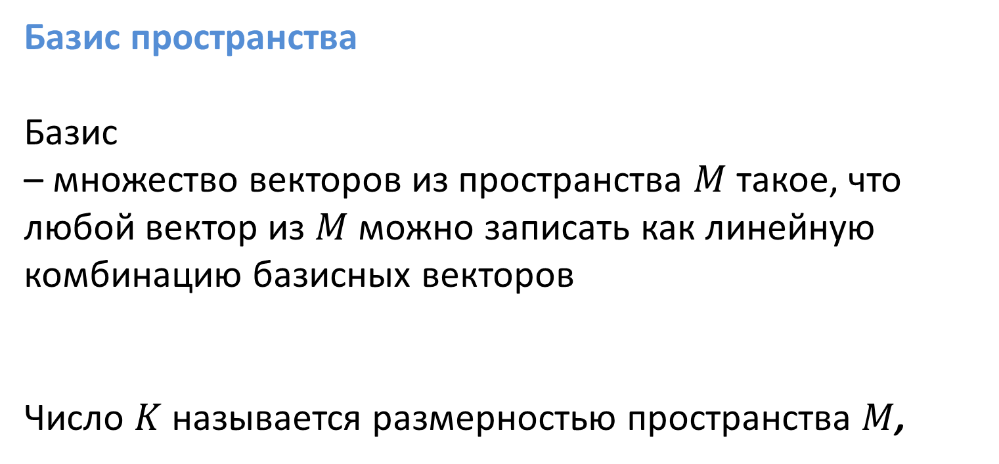 Базис пространства
Базис
– множество векторов из пространства M такое, что
любой вектор из M можно записать как линейную
комбинацию базисных векторов
Число K называется размерностью пространства M,